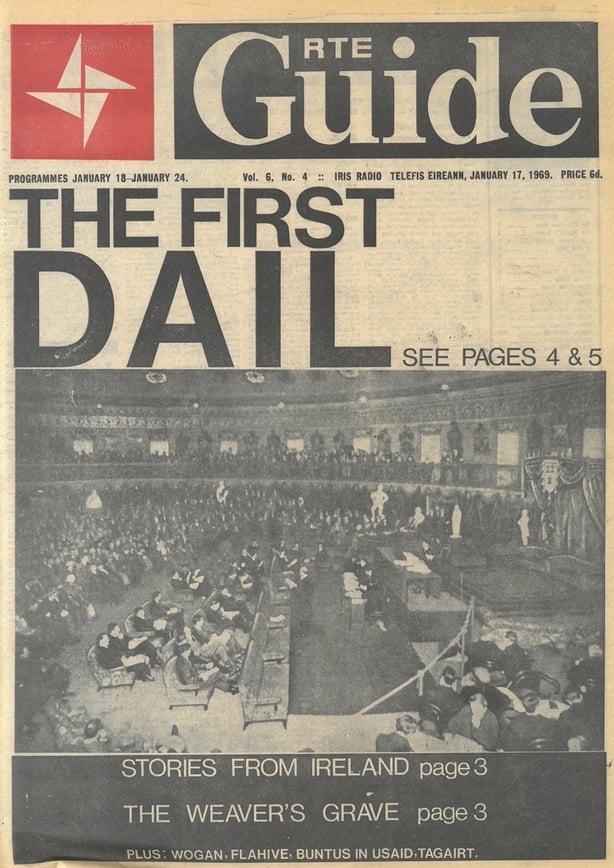 RTE
Guide
PROGRAMMES JANUARY 18-JANUARY 24. Vol. 6, No. 4 :: IRIS RADIO TELEFIS EIREANN, JANUARY 17, 1969. PRICE 6d.
THE FIRST
DAIL
SEE PAGES 4 & 5
STORIES FROM IRELAND page 3
THE WEAVER'S GRAVE page 3
PLUS: WOGAN, FLAHIVE, BUNTUS IN USAID, TAGAIRT.